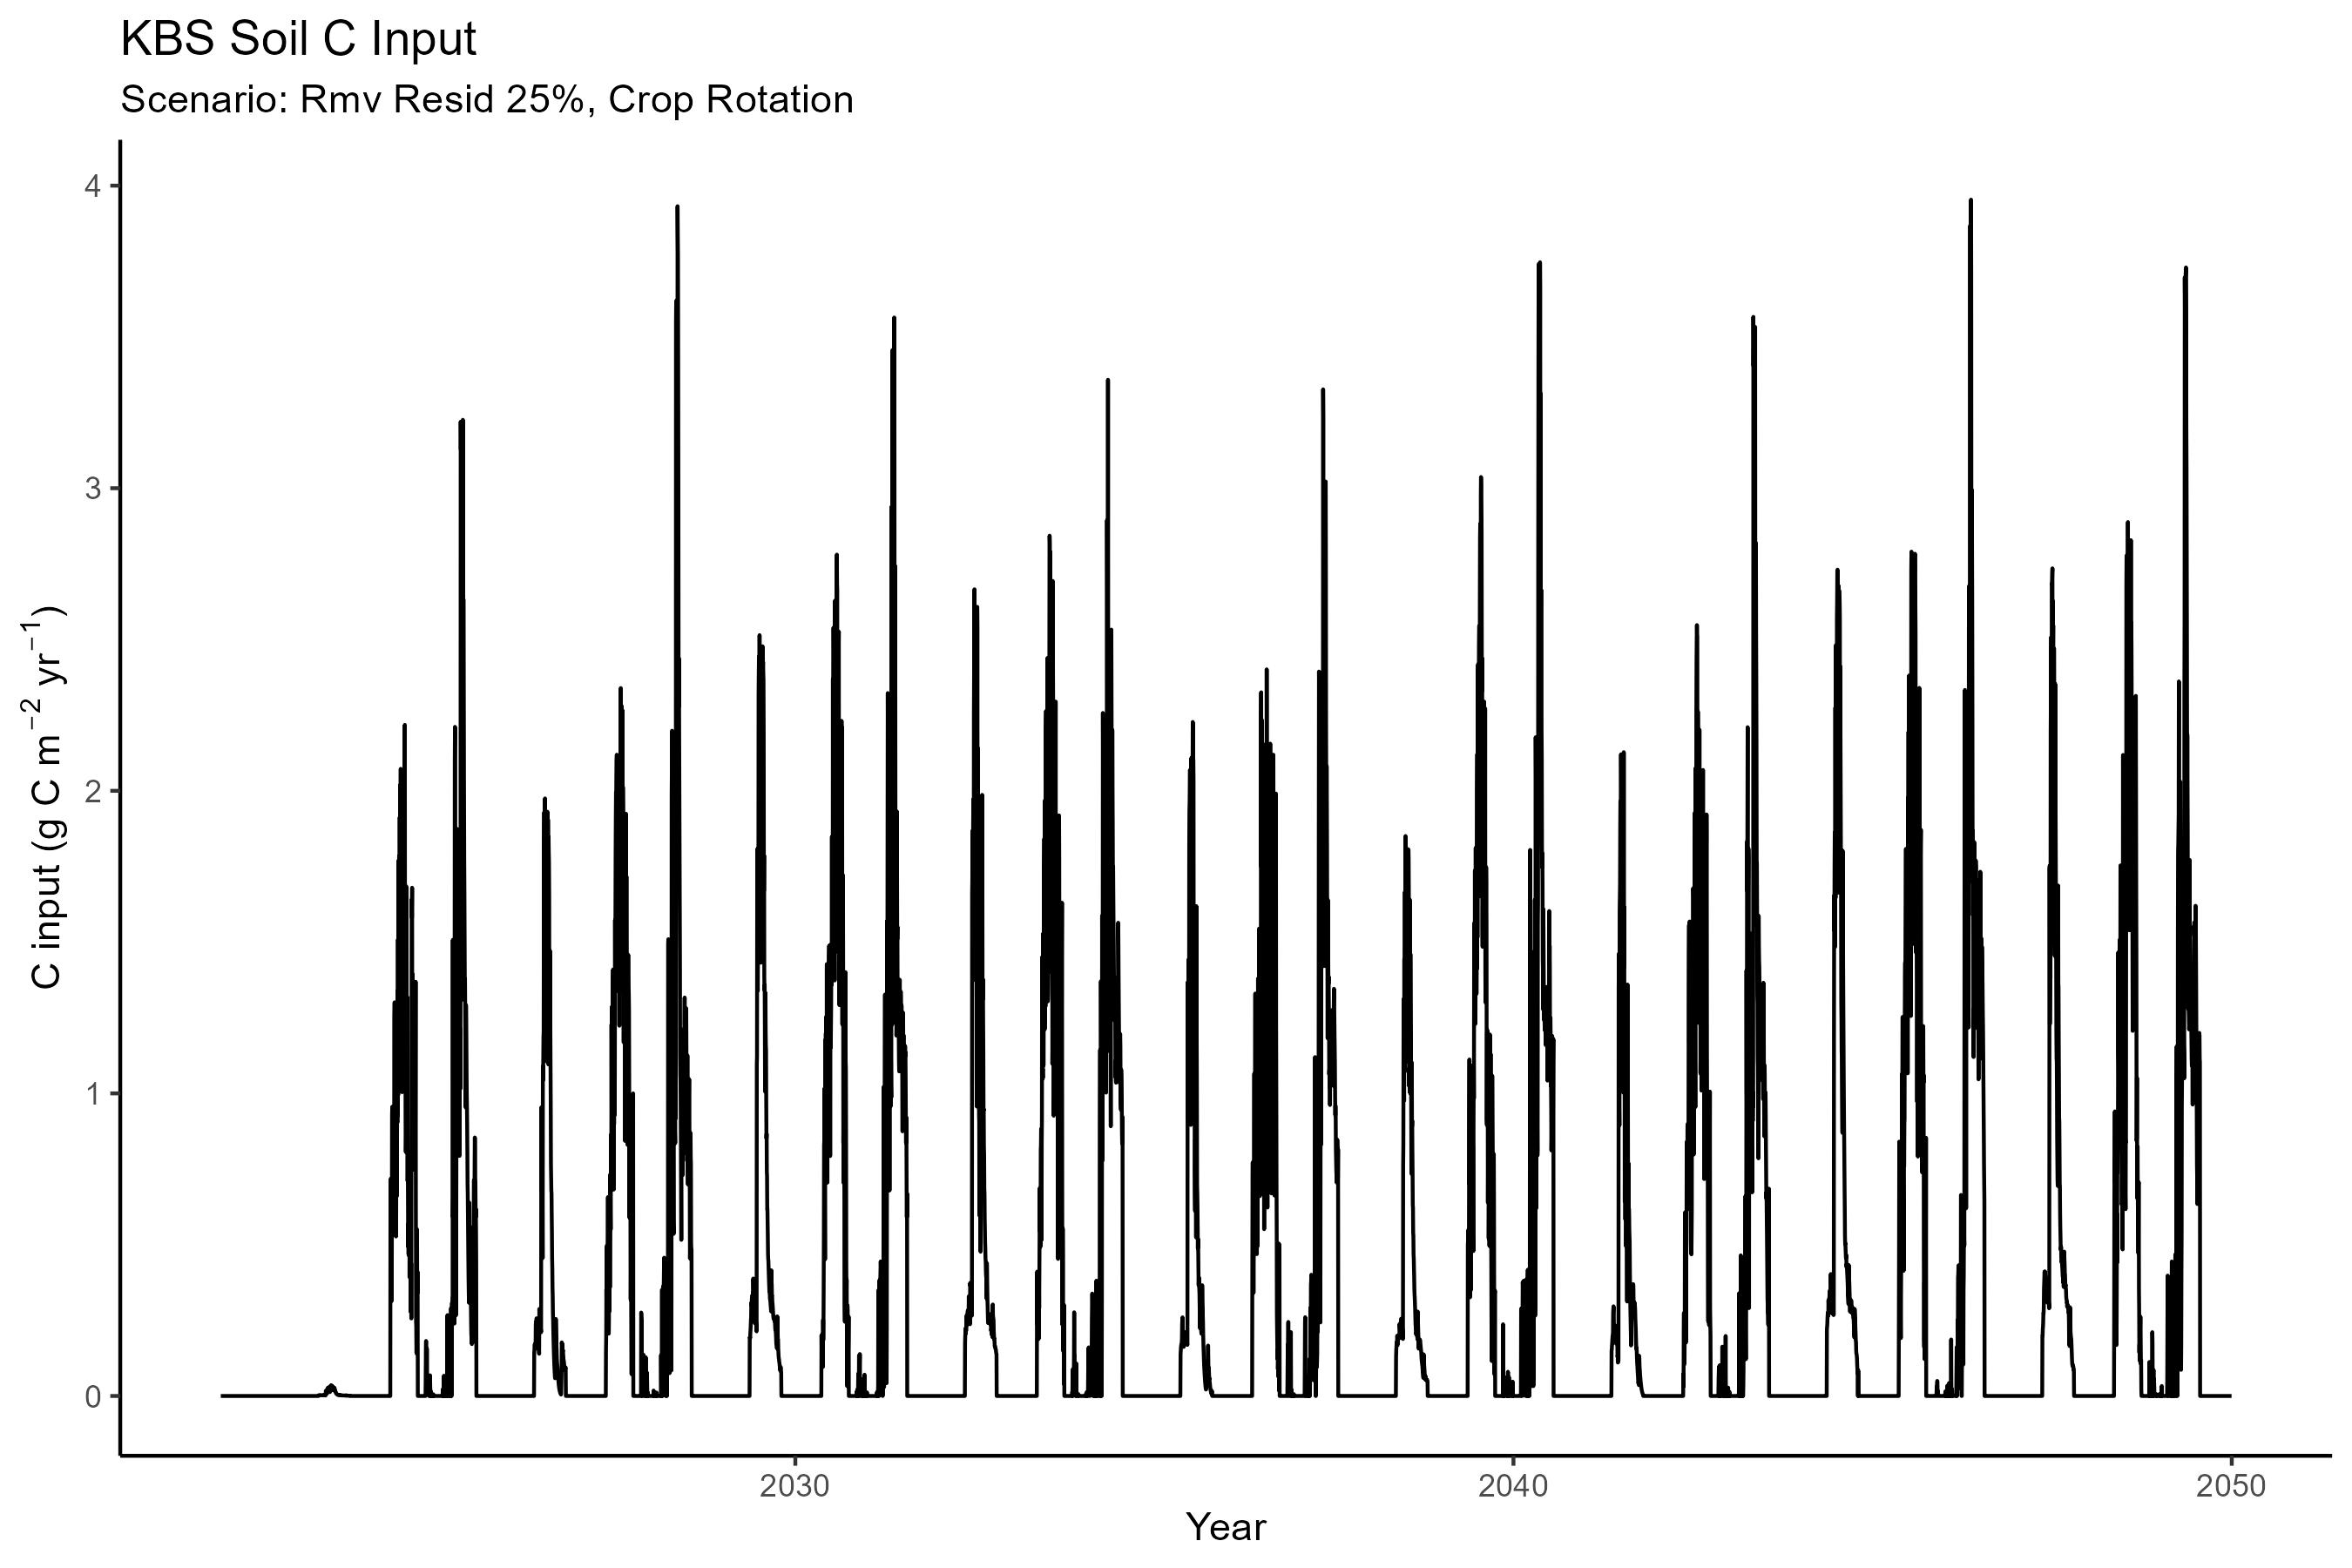 KBS Soil C Input
Scenario: Rmv Resid 25%, Crop Rotation
C input (g C m⁻² yr⁻¹)
4
3
2
1
0
2030
2040
2050
Year